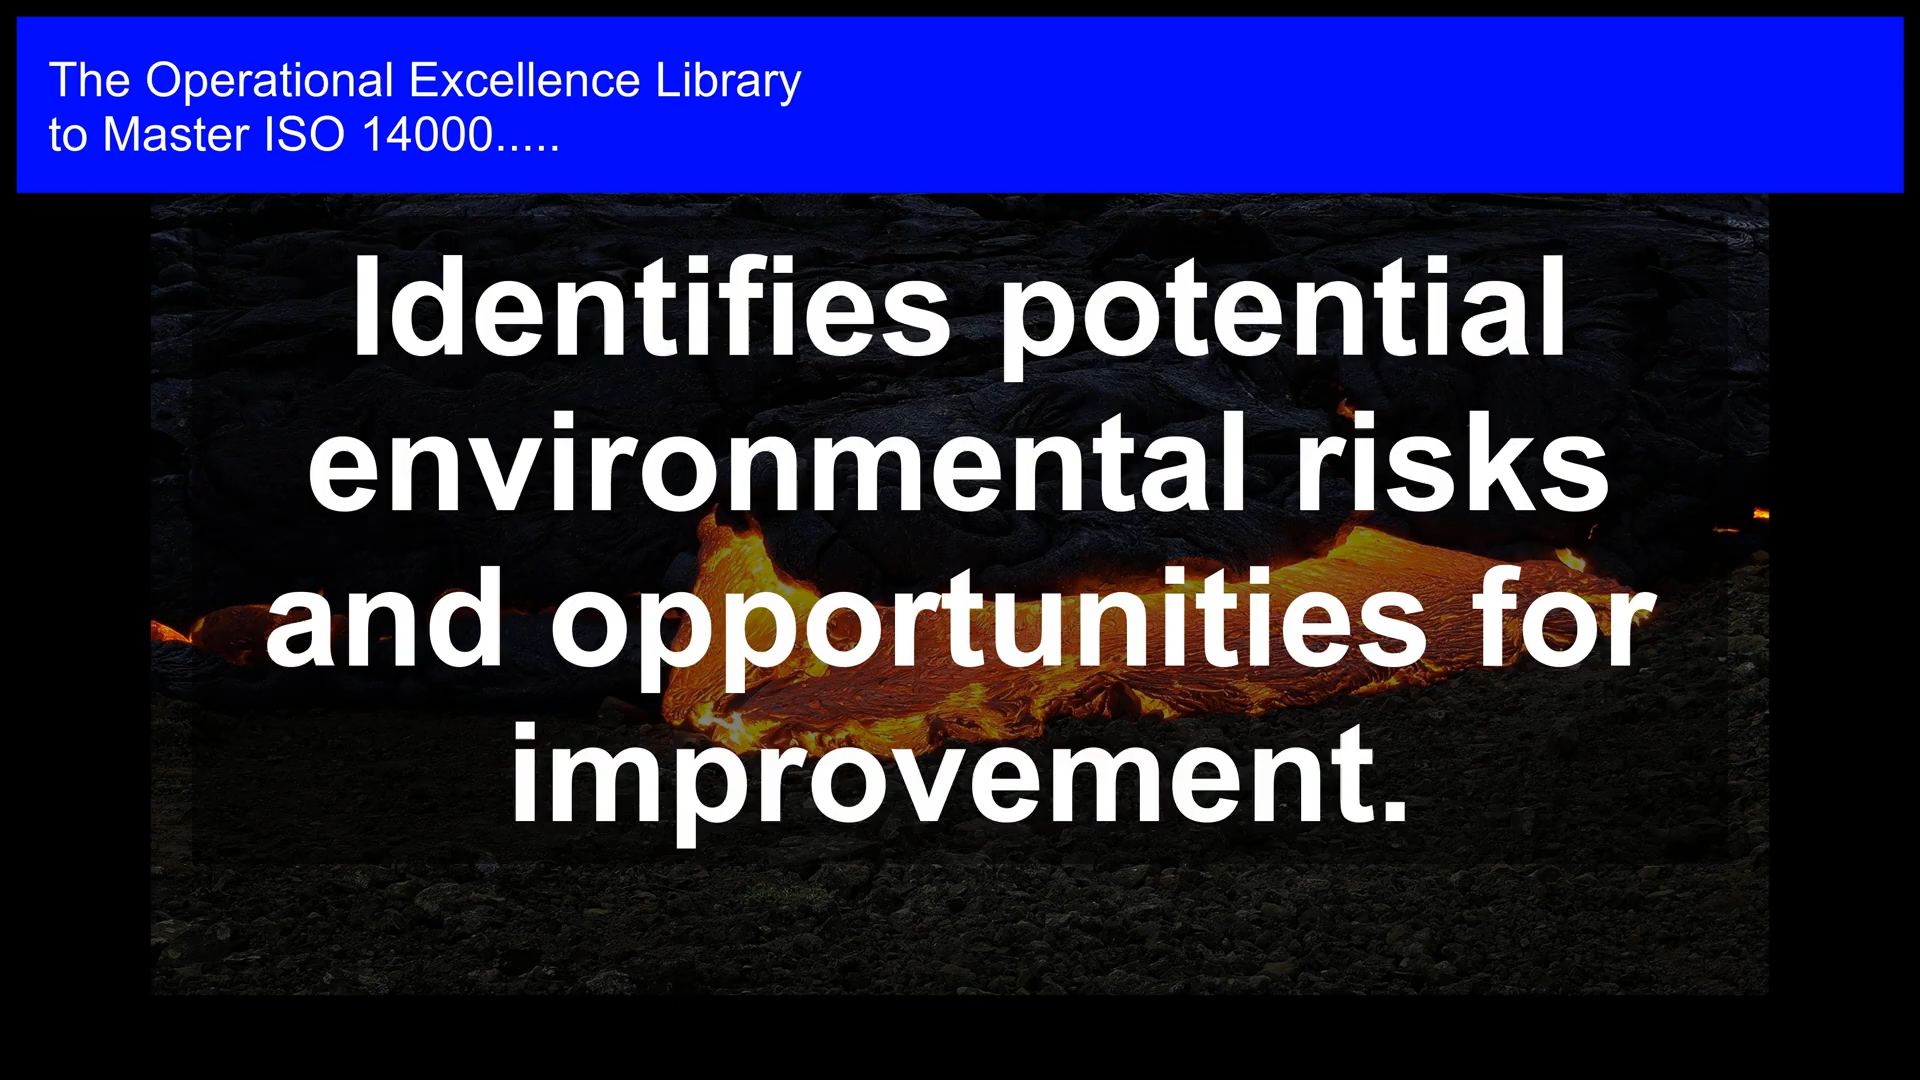 The Operational Excellence Library
to Master ISO 14000.....
Identifies potential
environmental risks
and opportunities for
improvement.